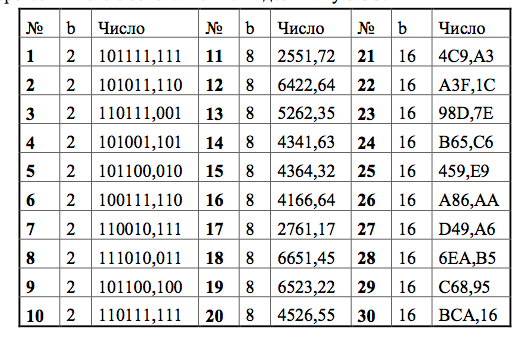 № b Число № b Число № b Число
1 2 101111,111 11 8 2551,72 21 16 4C9,A3
2 2 101011,110 12 8 6422,64 22 16 A3F,1C
3 2 110111,001 13 8 5262,35 23 16 98D,7E
4 2 101001,101 14 8 4341,63 24 16 B65,C6
5 2 101100,010 15 8 4364,32 25 16 459,E9
6 2 100111,110 16 8 4166,64 26 16 A86,AA
7 2 110010,111 17 8 2761,17 27 16 D49,A6
8 2 111010,011 18 8 6651,45 28 16 6EA,B5
9 2 101100,100 19 8 6523,22 29 16 C68,95
10 2 110111,111 20 8 4526,55 30 16 BCA,16